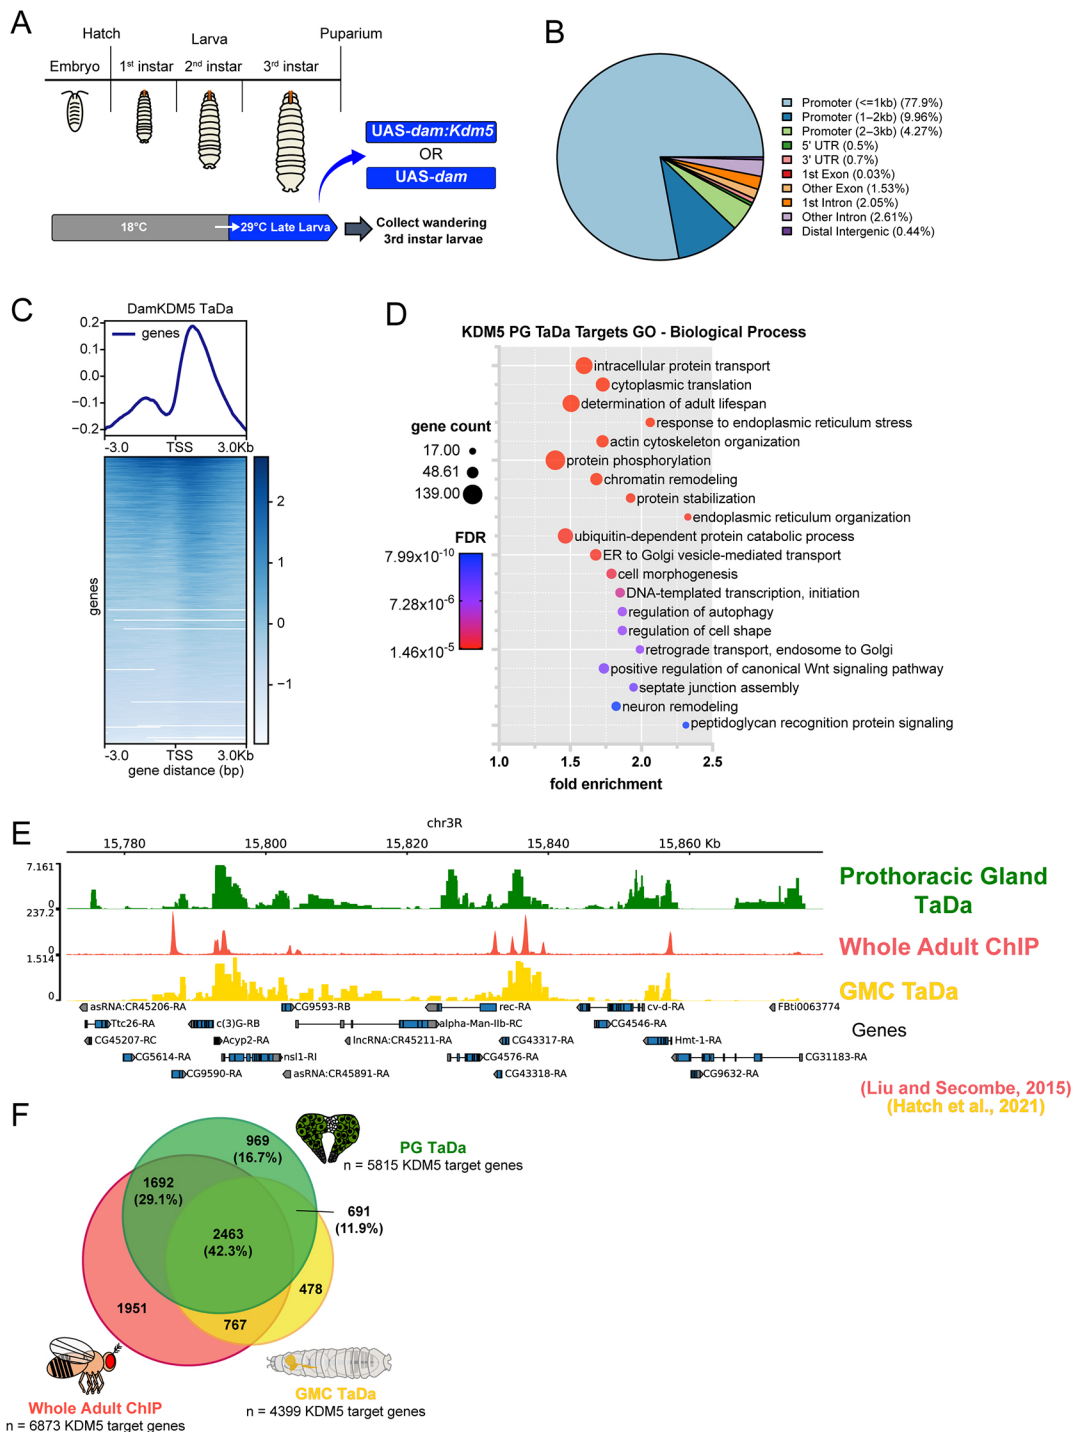 A
Hatch
Larva
Puparium
Embryo
1st instar
2nd instar
3rd instar
UAS-dam:Kdm5
OR
UAS-dam
18°C
29°C Late Larva
Collect wandering
3rd instar larvae
B
Promoter (<=1kb) (77.9%)
Promoter (1–2kb) (9.96%)
Promoter (2–3kb) (4.27%)
5' UTR (0.5%)
3' UTR (0.7%)
1st Exon (0.03%)
Other Exon (1.53%)
1st Intron (2.05%)
Other Intron (2.61%)
Distal Intergenic (0.44%)
C
DamKDM5 TaDa
genes
0.2
0.1
0.0
−0.1
−0.2
-3.0 TSS 3.0Kb
genes
2
1
0
−1
-3.0 TSS 3.0Kb
gene distance (bp)
D
KDM5 PG TaDa Targets GO - Biological Process
gene count
17.00
48.61
139.00
FDR
7.99x10-10
7.28x10-6
1.46x10-5
intracellular protein transport
cytoplasmic translation
determination of adult lifespan
response to endoplasmic reticulum stress
actin cytoskeleton organization
protein phosphorylation
chromatin remodeling
protein stabilization
endoplasmic reticulum organization
ubiquitin-dependent protein catabolic process
ER to Golgi vesicle-mediated transport
cell morphogenesis
DNA-templated transcription, initiation
regulation of autophagy
regulation of cell shape
retrograde transport, endosome to Golgi
positive regulation of canonical Wnt signaling pathway
septate junction assembly
neuron remodeling
peptidoglycan recognition protein signaling
1.0 1.5 2.0 2.5
fold enrichment
E
chr3R
15,780 15,800 15,820 15,840 15,860 Kb
7.161
0
Prothoracic Gland
TaDa
237.2
0
Whole Adult ChIP
1.514
0
GMC TaDa
asRNA:CR45206-RA CG9593-RB rec-RA cv-d-RA FBti0063774
Ttc26-RA c(3)G-RB alpha-Man-IIb-RC CG4546-RA
CG45207-RC Acyp2-RA lncRNA:CR45211-RA CG43317-RA Hmt-1-RA
CG5614-RA nsl1-RI CG4576-RA CG31183-RA
CG9590-RA asRNA:CR45891-RA CG43318-RA CG9632-RA
Genes
(Liu and Secombe, 2015)
(Hatch et al., 2021)
F
PG TaDa
n = 5815 KDM5 target genes
969
(16.7%)
1692
(29.1%)
691
(11.9%)
2463
(42.3%)
478
1951
767
Whole Adult ChIP
n = 6873 KDM5 target genes
GMC TaDa
n = 4399 KDM5 target genes